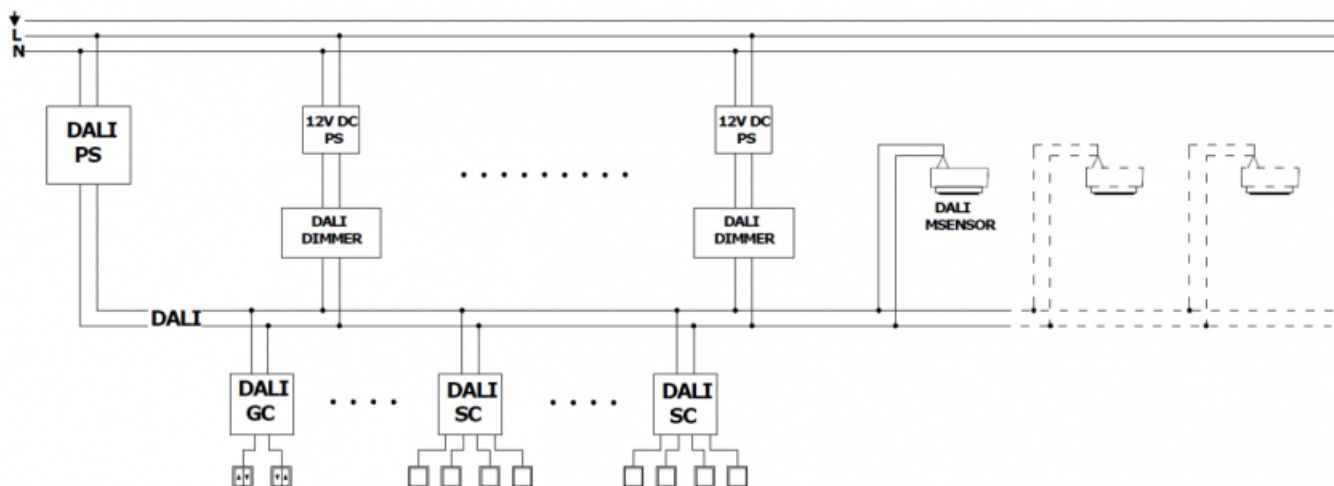 L
N
DALI
PS
12V DC
PS
12V DC
PS
DALI
DIMMER
DALI
DIMMER
DALI
MSENSOR
DALI
DALI
GC
DALI
SC
DALI
SC